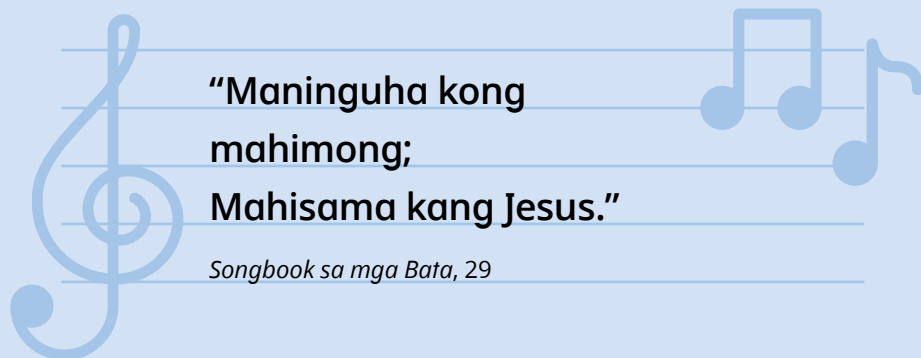 “Maninguha kong
mahimong;
Mahisama kang Jesus.”
Songbook sa mga Bata, 29